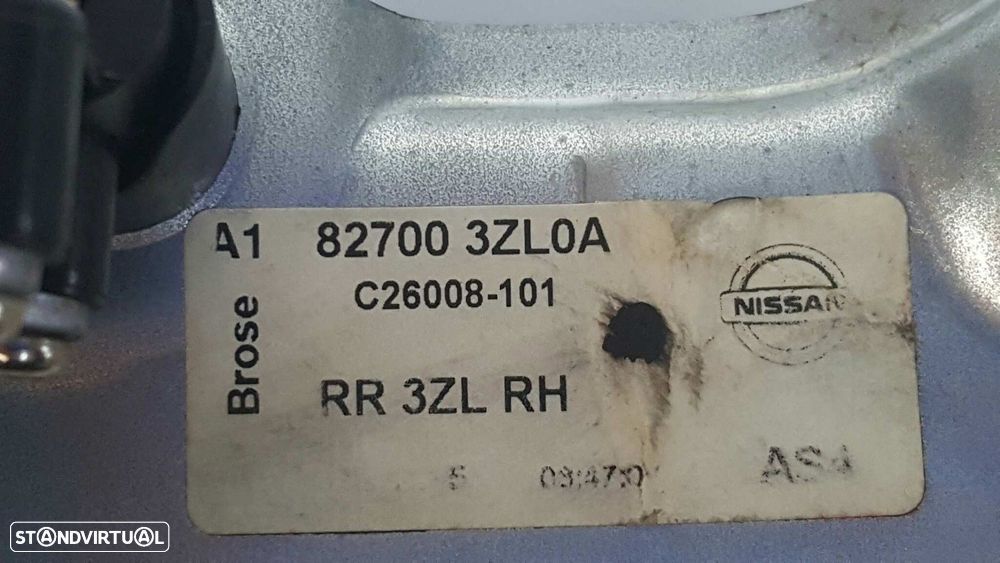 A1 82700 3ZL0A
C26008-101
Brose
NISSAN
RR 3ZL RH
STANDVIRTUAL